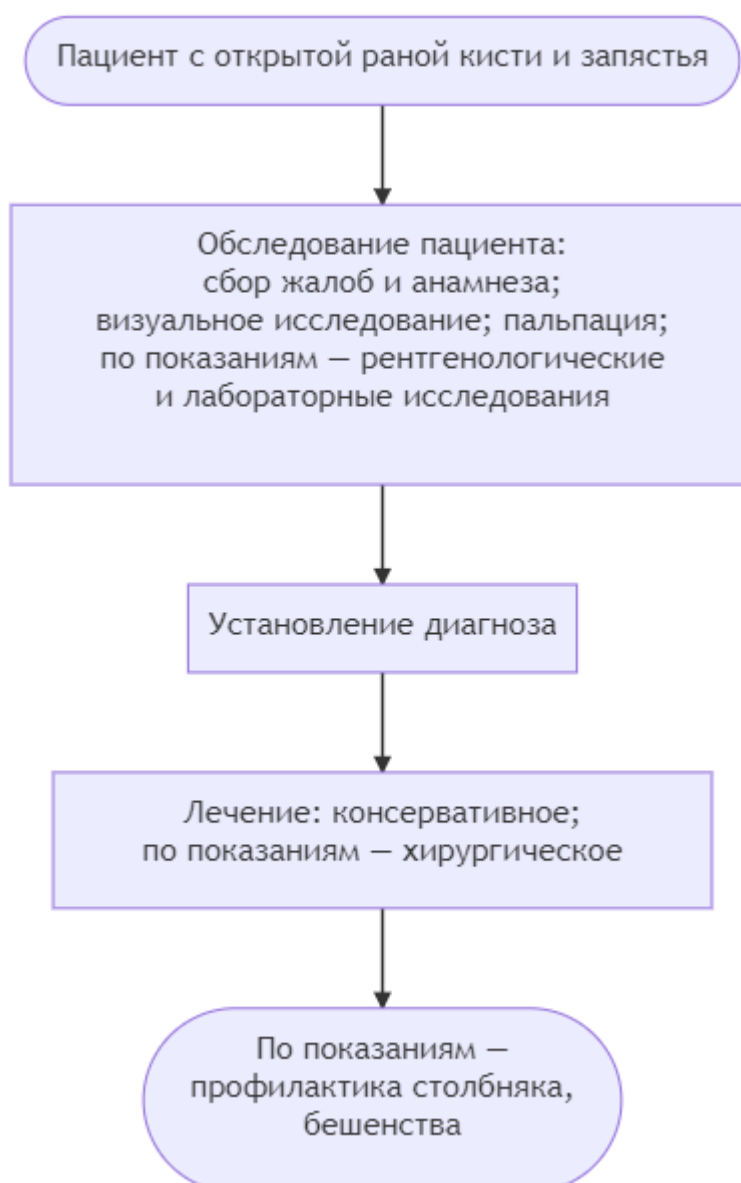 Пациент с открытой раной кисти и запястья
Обследование пациента:
сбор жалоб и анамнеза;
визуальное исследование; пальпация;
по показаниям — рентгенологические
и лабораторные исследования
Установление диагноза
Лечение: консервативное;
по показаниям — хирургическое
По показаниям —
профилактика столбняка,
бешенства